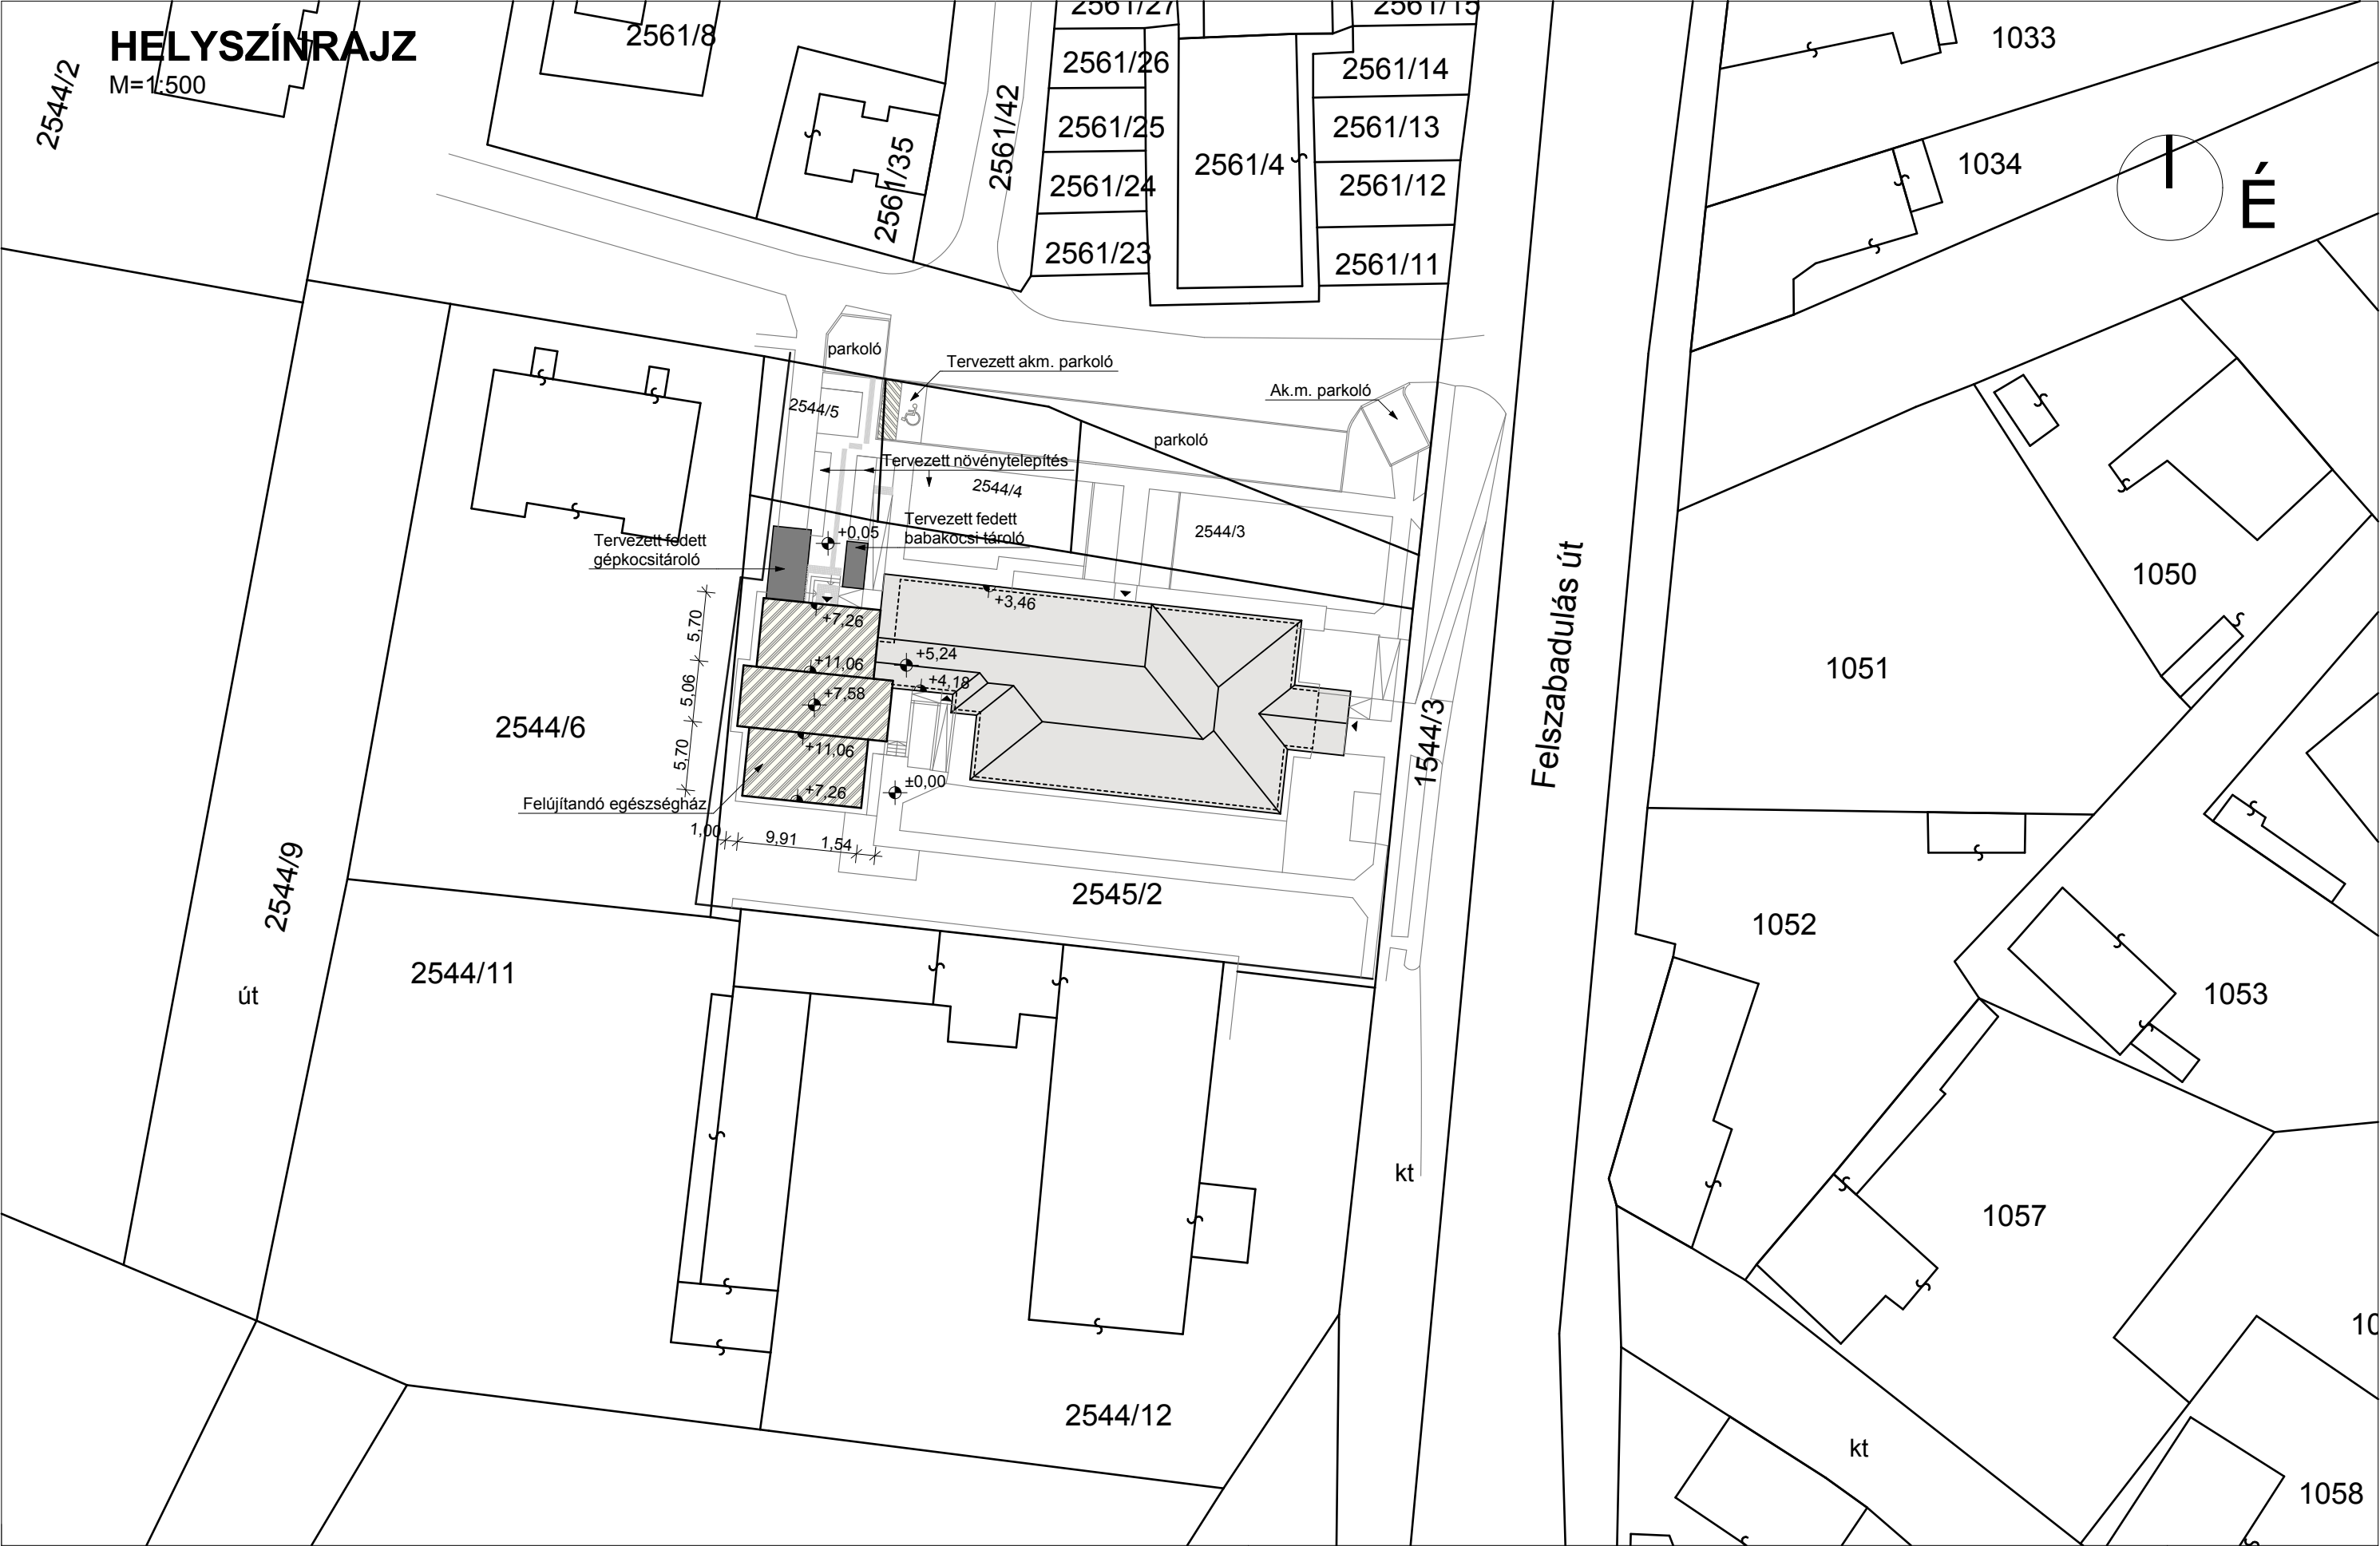 HELYSZÍNRAJZ
M=1:500
2544/2
2561/8
2561/35
2561/42
2561/27
2561/26
2561/25
2561/24
2561/23
2561/4
2561/15
2561/14
2561/13
2561/12
2561/11
1033
1034
É
parkoló
Tervezett akm. parkoló
Ak.m. parkoló
2544/5
parkoló
Tervezett növénytelepítés
2544/4
Tervezett fedett
babakocsi tároló
2544/3
+0,05
Tervezett fedett
gépkocsitároló
+3,46
+7,26
+11,06
+5,24
+4,18
+7,58
+11,06
+7,26
±0,00
5,70
5,06
5,70
Felújítandó egészségház
1,00
9,91
1,54
2544/6
2545/2
1544/3
Felszabadulás út
1050
1051
1052
1053
2544/9
út
2544/11
kt
1057
2544/12
kt
1058
10